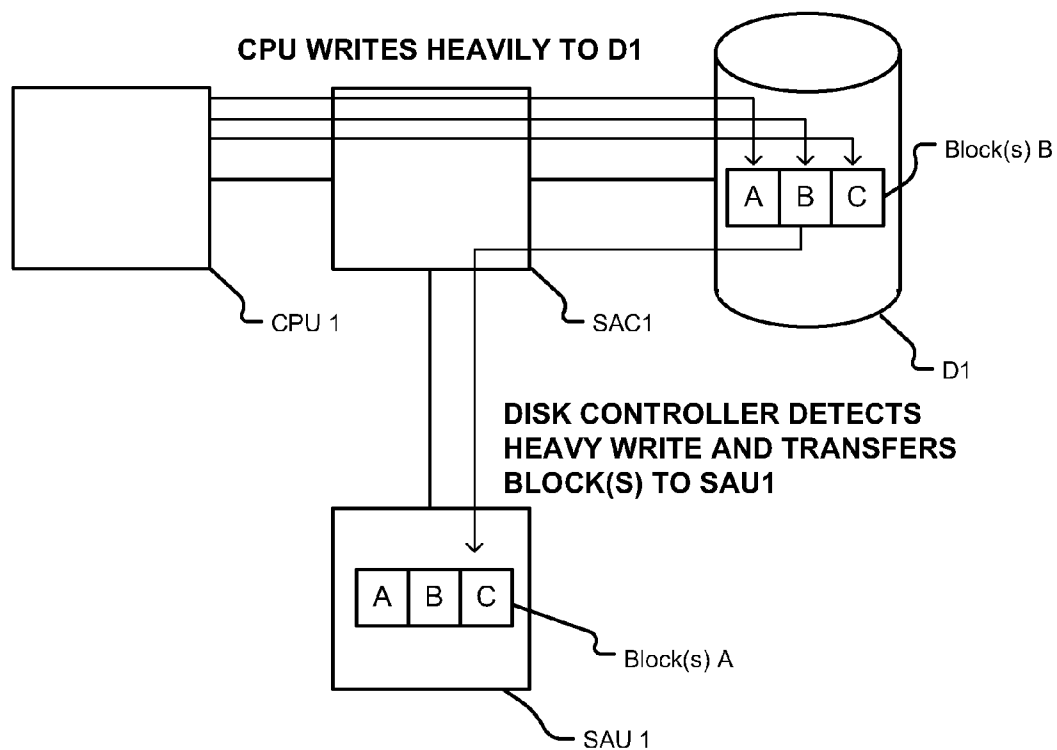 CPU WRITES HEAVILY TO D1
Block(s) B
A B C
CPU 1
SAC1
D1
DISK CONTROLLER DETECTS
HEAVY WRITE AND TRANSFERS
BLOCK(S) TO SAU1
A B C
Block(s) A
SAU 1